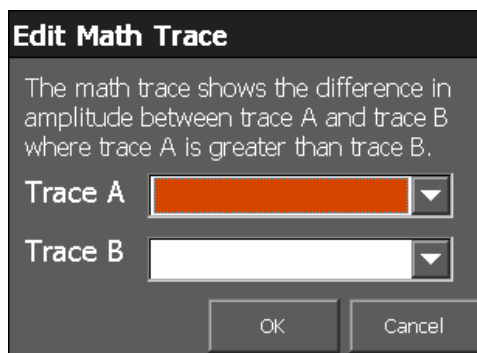 Edit Math Trace
The math trace shows the difference in
amplitude between trace A and trace B
where trace A is greater than trace B.
Trace A
Trace B
OK Cancel